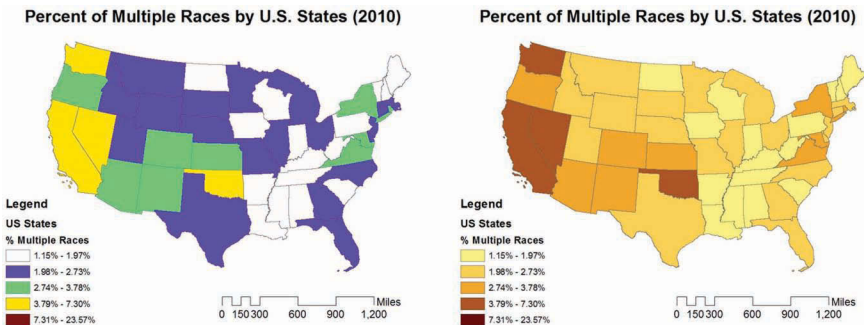 Percent of Multiple Races by U.S. States (2010)
Legend
US States
% Multiple Races
1.15% - 1.97%
1.98% - 2.73%
2.74% - 3.78%
3.79% - 7.30%
7.31% - 23.57%
Miles
0 150 300 600 900 1,200
Percent of Multiple Races by U.S. States (2010)
Legend
US States
% Multiple Races
1.15% - 1.97%
1.98% - 2.73%
2.74% - 3.78%
3.79% - 7.30%
7.31% - 23.57%
Miles
0 150 300 600 900 1,200